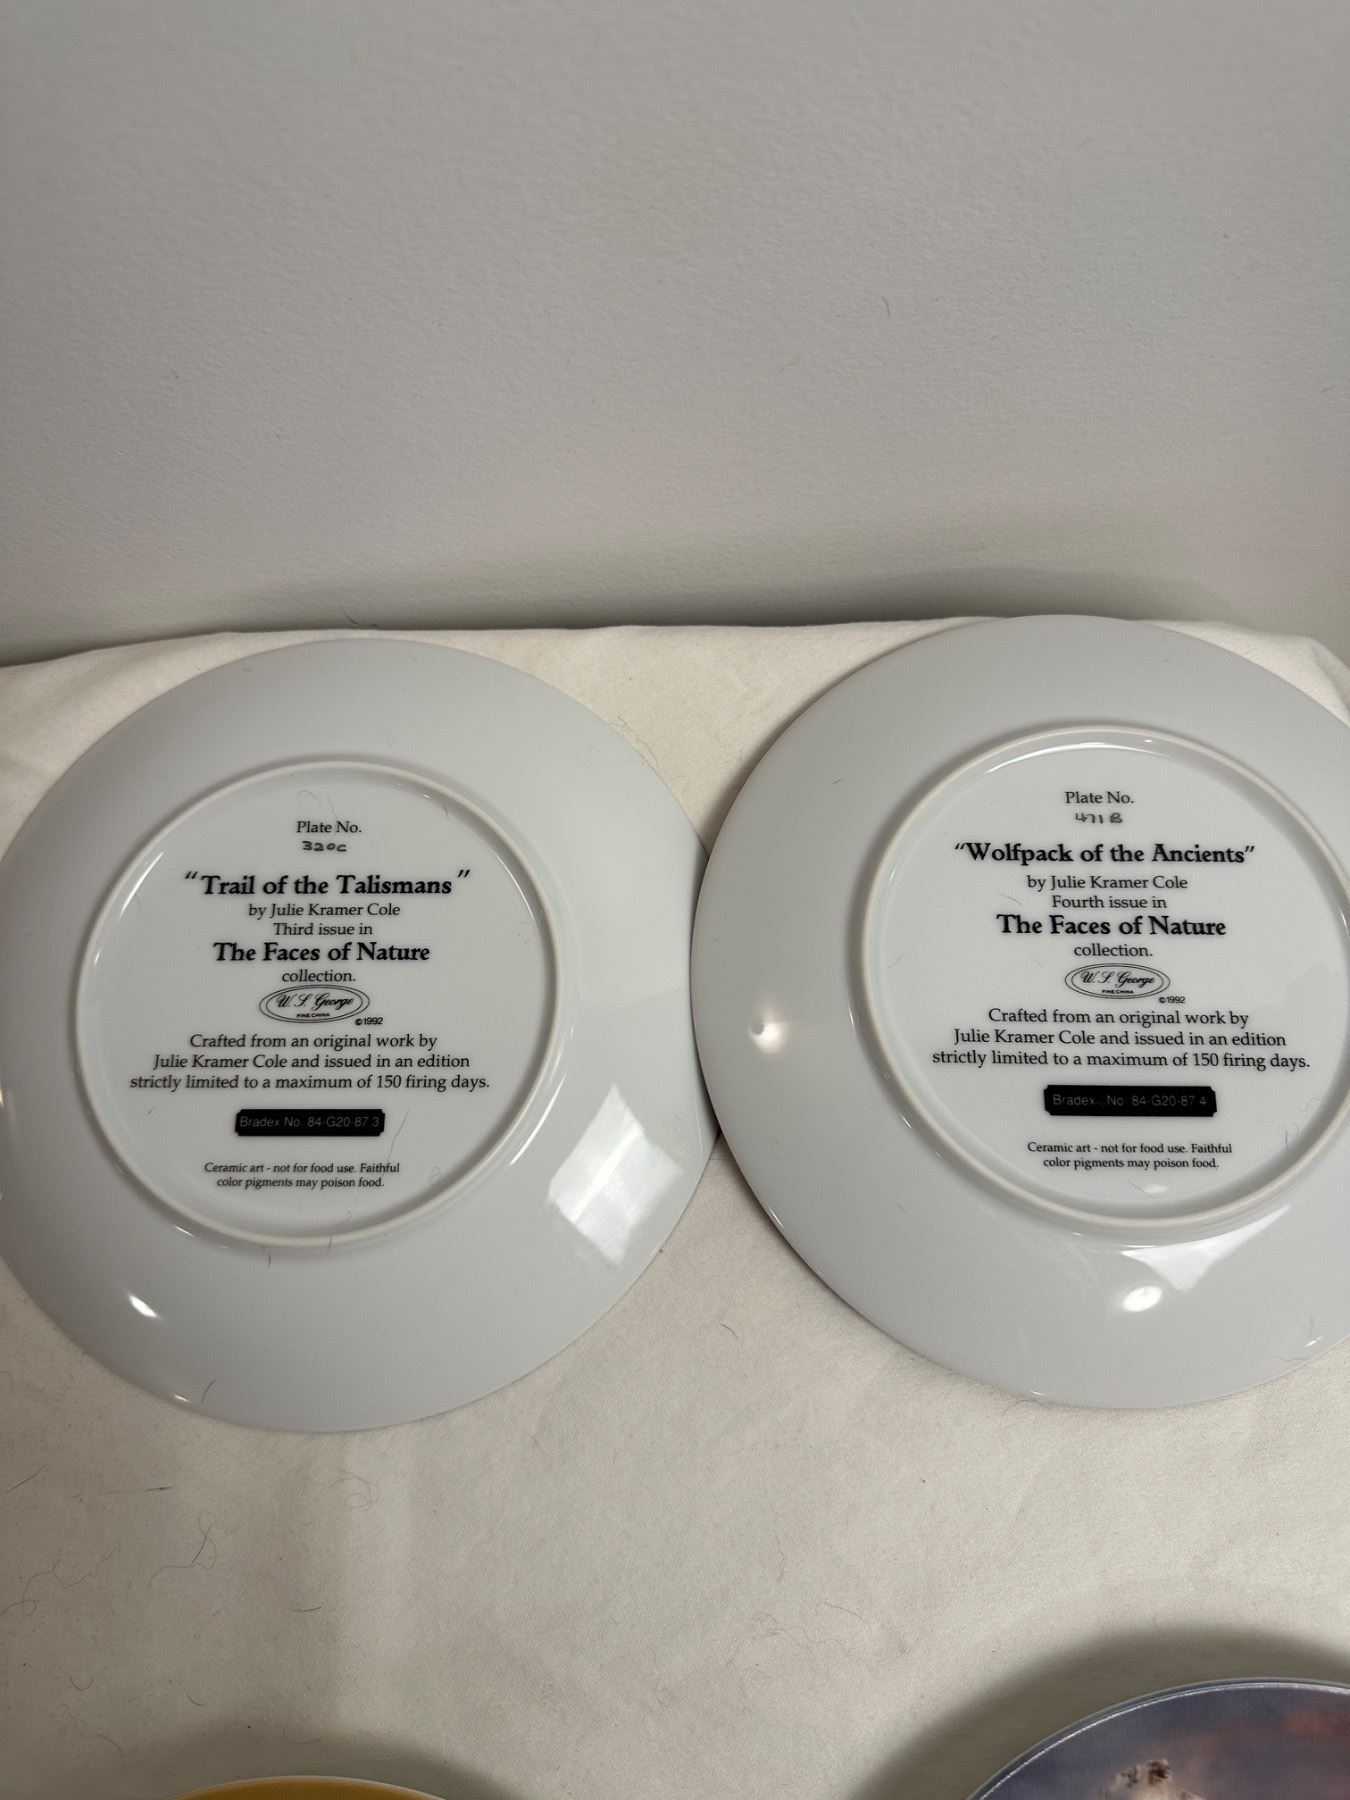 Plate No.
320C
"Trail of the Talismans"
by Julie Kramer Cole
Third issue in
The Faces of Nature
collection.
W. S. George
FINE CHINA
©1992
Crafted from an original work by
Julie Kramer Cole and issued in an edition
strictly limited to a maximum of 150 firing days.
Bradex No. 84-G20-87.3
Ceramic art - not for food use. Faithful
color pigments may poison food.
Plate No.
471 B
"Wolfpack of the Ancients"
by Julie Kramer Cole
Fourth issue in
The Faces of Nature
collection.
W. S. George
FINE CHINA
©1992
Crafted from an original work by
Julie Kramer Cole and issued in an edition
strictly limited to a maximum of 150 firing days.
Bradex No. 84-G20-87.4
Ceramic art - not for food use. Faithful
color pigments may poison food.